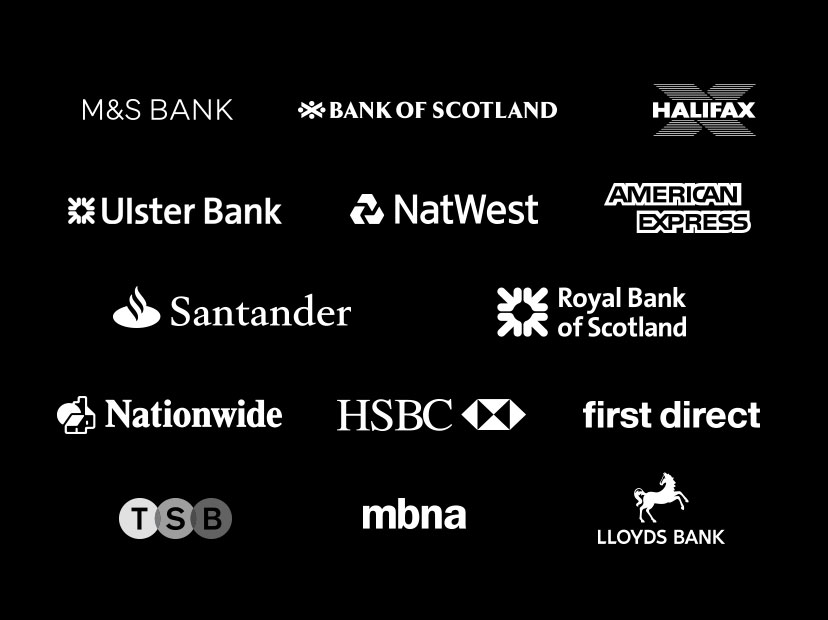 M&S BANK
BANK OF SCOTLAND
HALIFAX
Ulster Bank
NatWest
AMERICAN
EXPRESS
Santander
Royal Bank
of Scotland
Nationwide
HSBC
first direct
TSB
mbna
LLOYDS BANK